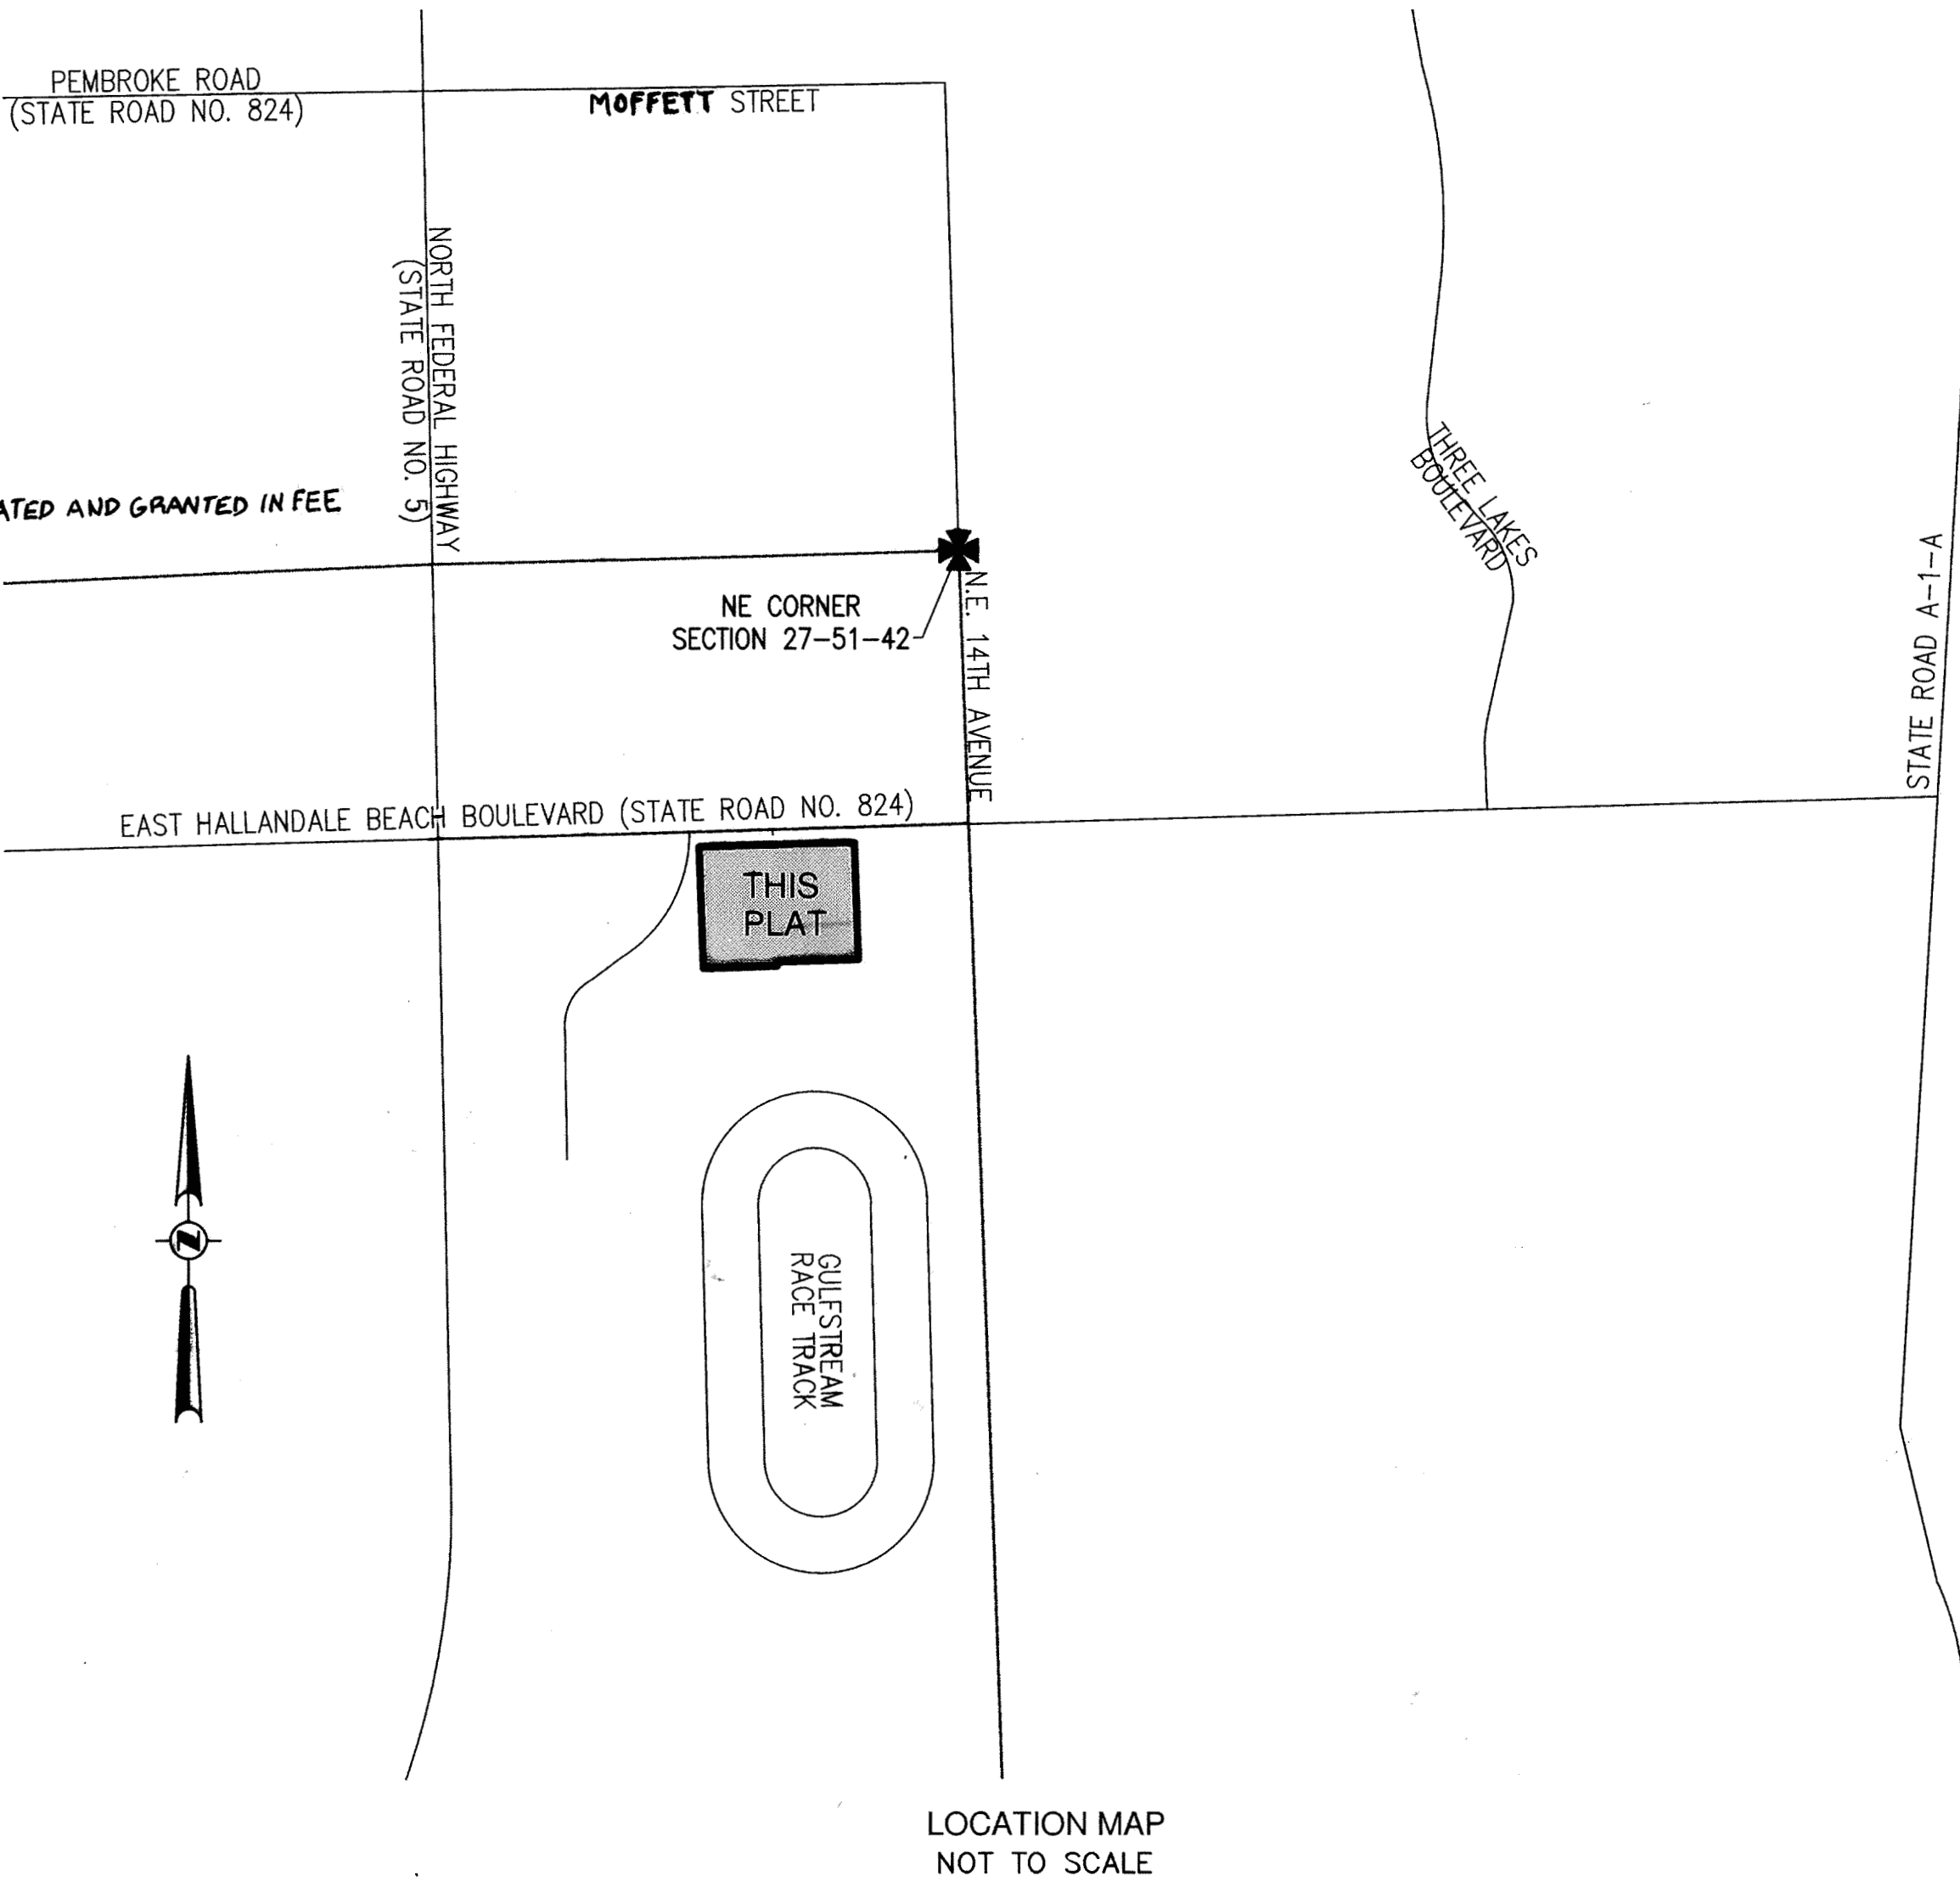 PEMBROKE ROAD
(STATE ROAD NO. 824)
MOFFETT STREET
NORTH FEDERAL HIGHWAY
(STATE ROAD NO. 5)
AND GRANTED IN FEE
THREE LAKES
BOULEVARD
NE CORNER
SECTION 27-51-42
N.E. 14TH AVENUE
STATE ROAD A-1-A
EAST HALLANDALE BEACH BOULEVARD (STATE ROAD NO. 824)
THIS
PLAT
N
GULFSTREAM
RACE TRACK
LOCATION MAP
NOT TO SCALE